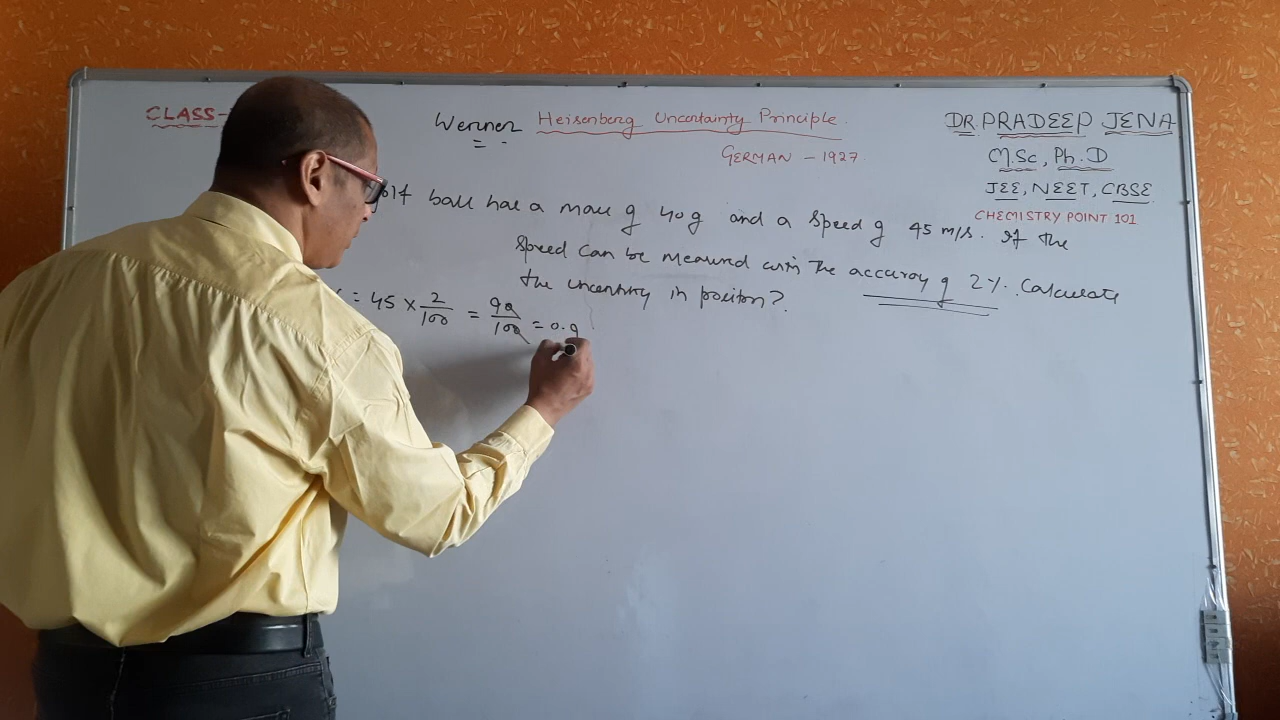 CLASS-
Werner Heisenberg Uncertainty Principle
GERMAN - 1927.
DR PRADEEP JENA
M.Sc, Ph.D
JEE, NEET, CBSE
CHEMISTRY POINT 101
olf ball has a mass of 40g and a speed of 45 m/s. If the
speed can be measured with the accuracy of 2%. Calculate
the uncertinty in position?
= 45 × 2/100 = 90/100 = 0.9